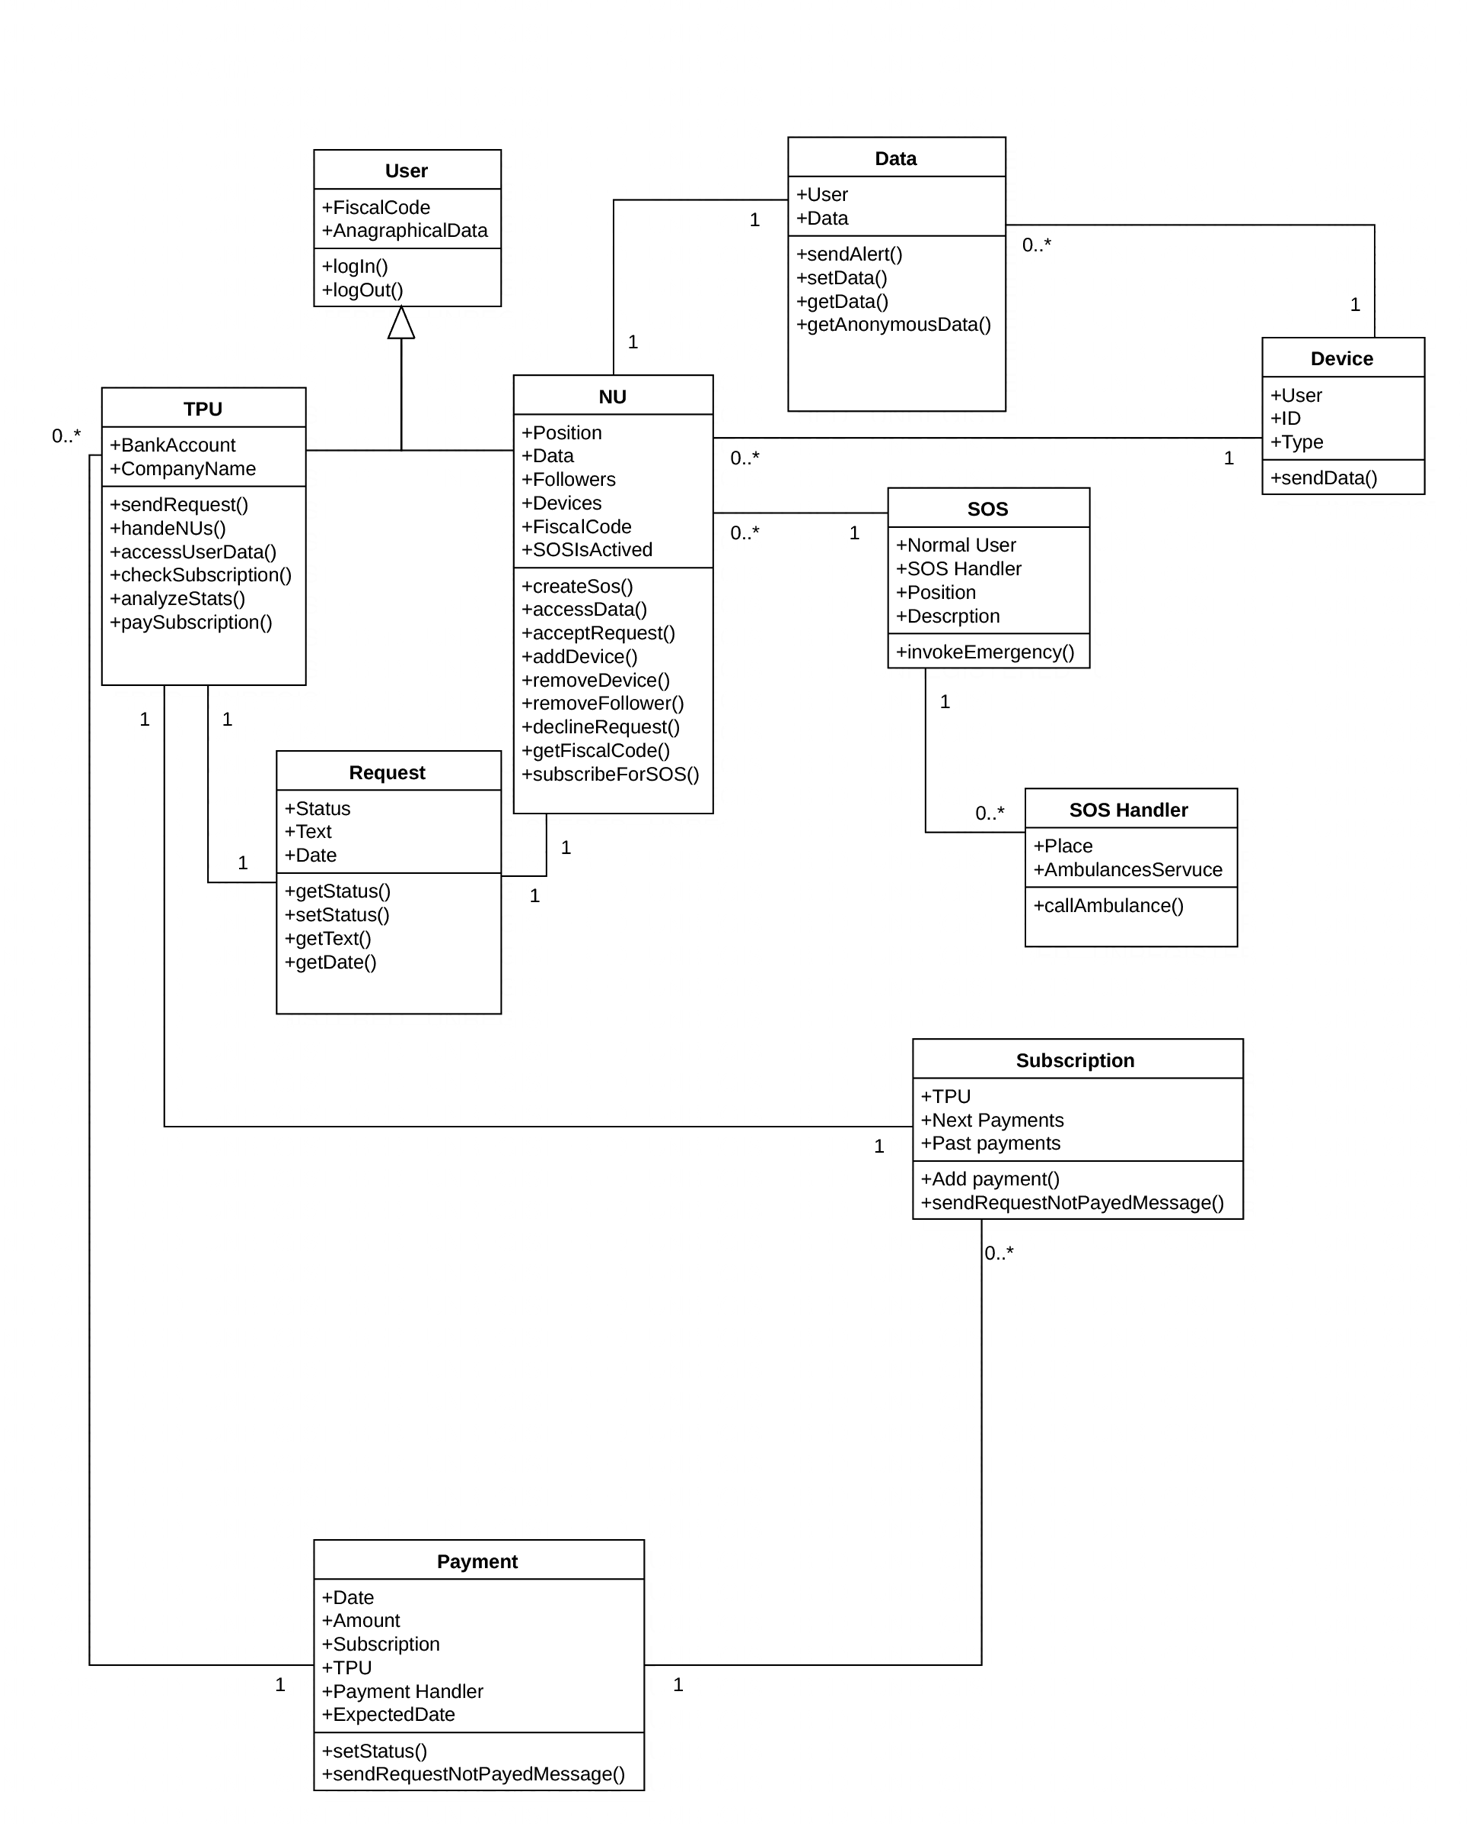 User
+FiscalCode
+AnagraphicalData
+logIn()
+logOut()
Data
+User
+Data
+sendAlert()
+setData()
+getData()
+getAnonymousData()
1
1
0..*
1
Device
+User
+ID
+Type
+sendData()
TPU
+BankAccount
+CompanyName
+sendRequest()
+handeNUs()
+accessUserData()
+checkSubscription()
+analyzeStats()
+paySubscription()
0..*
NU
+Position
+Data
+Followers
+Devices
+FiscalCode
+SOSIsActived
+createSos()
+accessData()
+acceptRequest()
+addDevice()
+removeDevice()
+removeFollower()
+declineRequest()
+getFiscalCode()
+subscribeForSOS()
0..*
1
0..*
1
SOS
+Normal User
+SOS Handler
+Position
+Descrption
+invokeEmergency()
1
0..*
SOS Handler
+Place
+AmbulancesServuce
+callAmbulance()
1
1
Request
+Status
+Text
+Date
+getStatus()
+setStatus()
+getText()
+getDate()
1
1
1
Subscription
+TPU
+Next Payments
+Past payments
+Add payment()
+sendRequestNotPayedMessage()
1
0..*
Payment
+Date
+Amount
+Subscription
+TPU
+Payment Handler
+ExpectedDate
+setStatus()
+sendRequestNotPayedMessage()
1
1